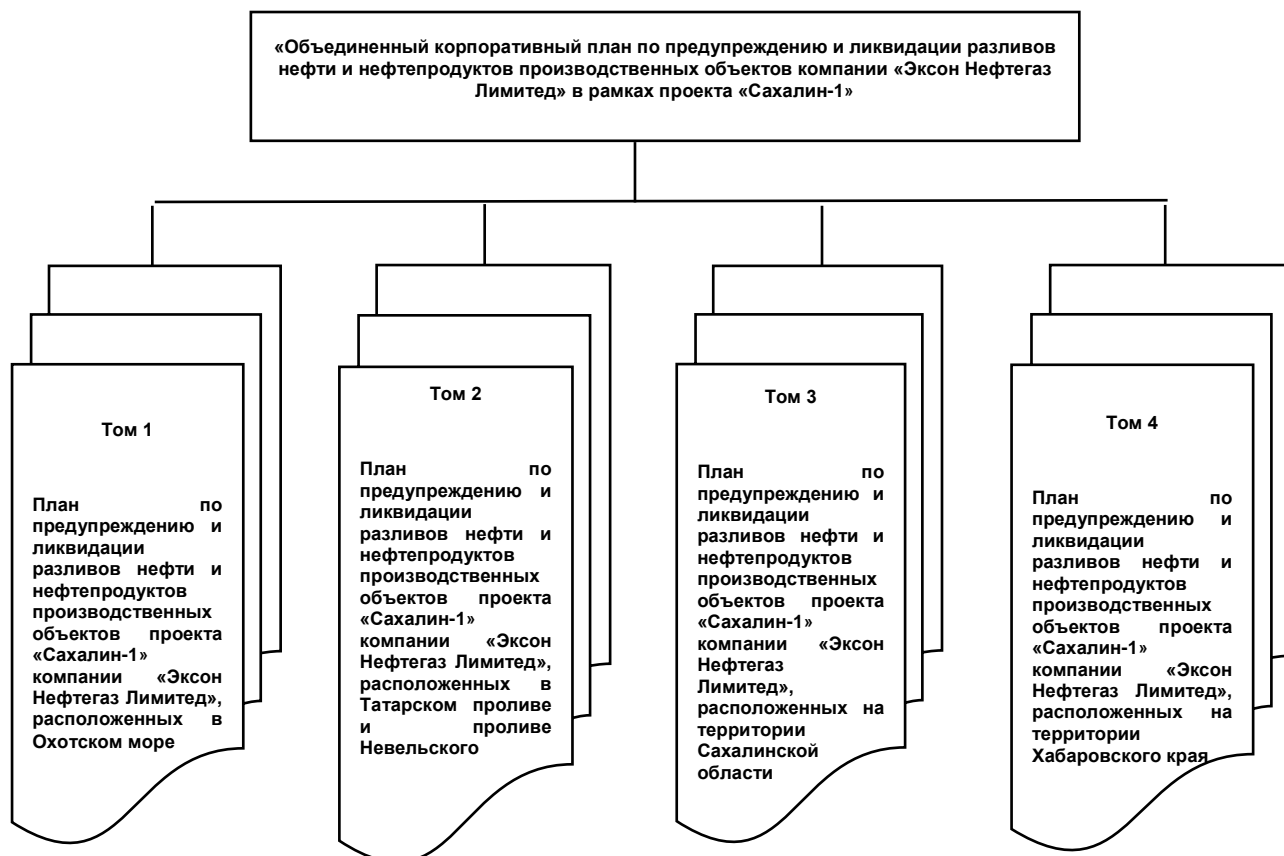 «Объединенный корпоративный план по предупреждению и ликвидации разливов
нефти и нефтепродуктов производственных объектов компании «Эксон Нефтегаз
Лимитед» в рамках проекта «Сахалин-1»
Том 1
План по
предупреждению и
ликвидации
разливов нефти и
нефтепродуктов
производственных
объектов проекта
«Сахалин-1»
компании «Эксон
Нефтегаз Лимитед»,
расположенных в
Охотском море
Том 2
План по
предупреждению и
ликвидации
разливов нефти и
нефтепродуктов
производственных
объектов проекта
«Сахалин-1»
компании «Эксон
Нефтегаз Лимитед»,
расположенных в
Татарском проливе
и проливе
Невельского
Том 3
План по
предупреждению и
ликвидации
разливов нефти и
нефтепродуктов
производственных
объектов проекта
«Сахалин-1»
компании «Эксон
Нефтегаз
Лимитед»,
расположенных на
территории
Сахалинской
области
Том 4
План по
предупреждению и
ликвидации
разливов нефти и
нефтепродуктов
производственных
объектов проекта
«Сахалин-1»
компании «Эксон
Нефтегаз Лимитед»,
расположенных на
территории
Хабаровского края